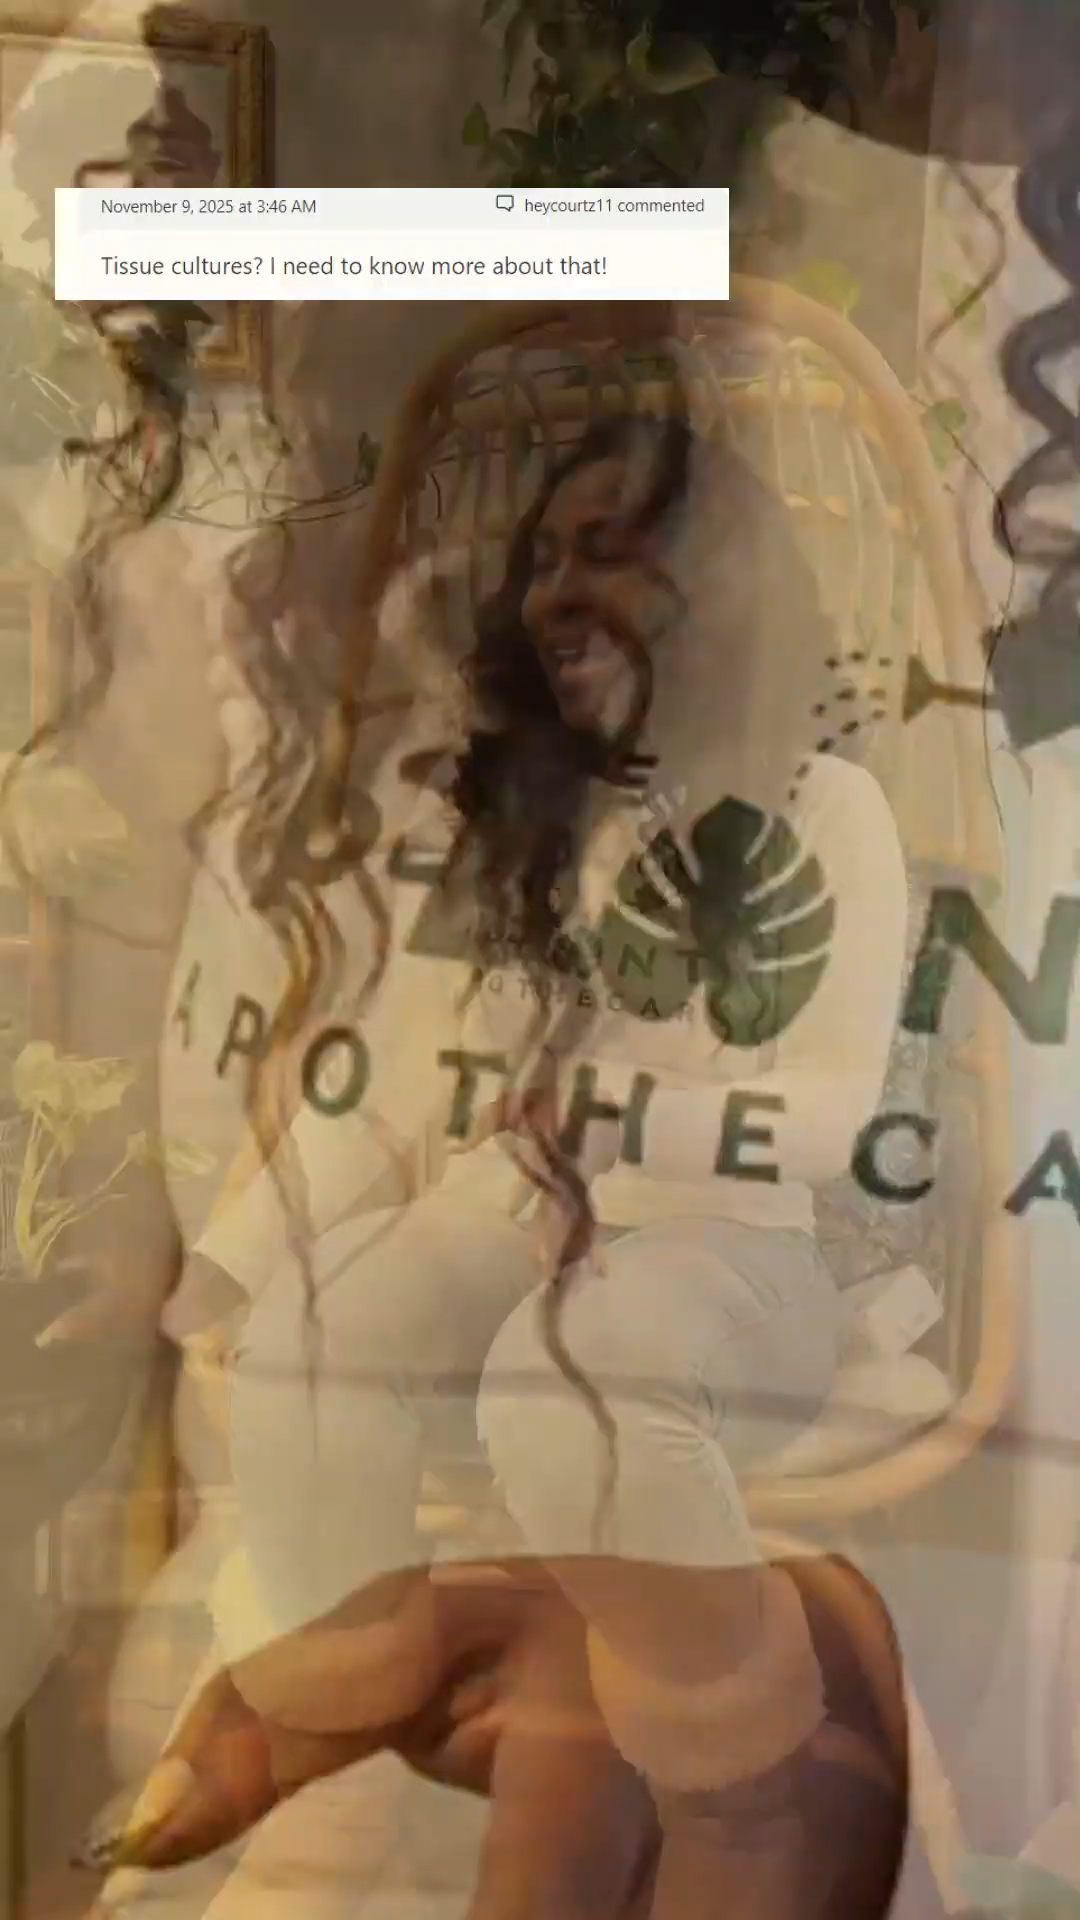 November 9, 2025 at 3:46 AM
heycourtz11 commented
Tissue cultures? I need to know more about that!
N
APOTHECA